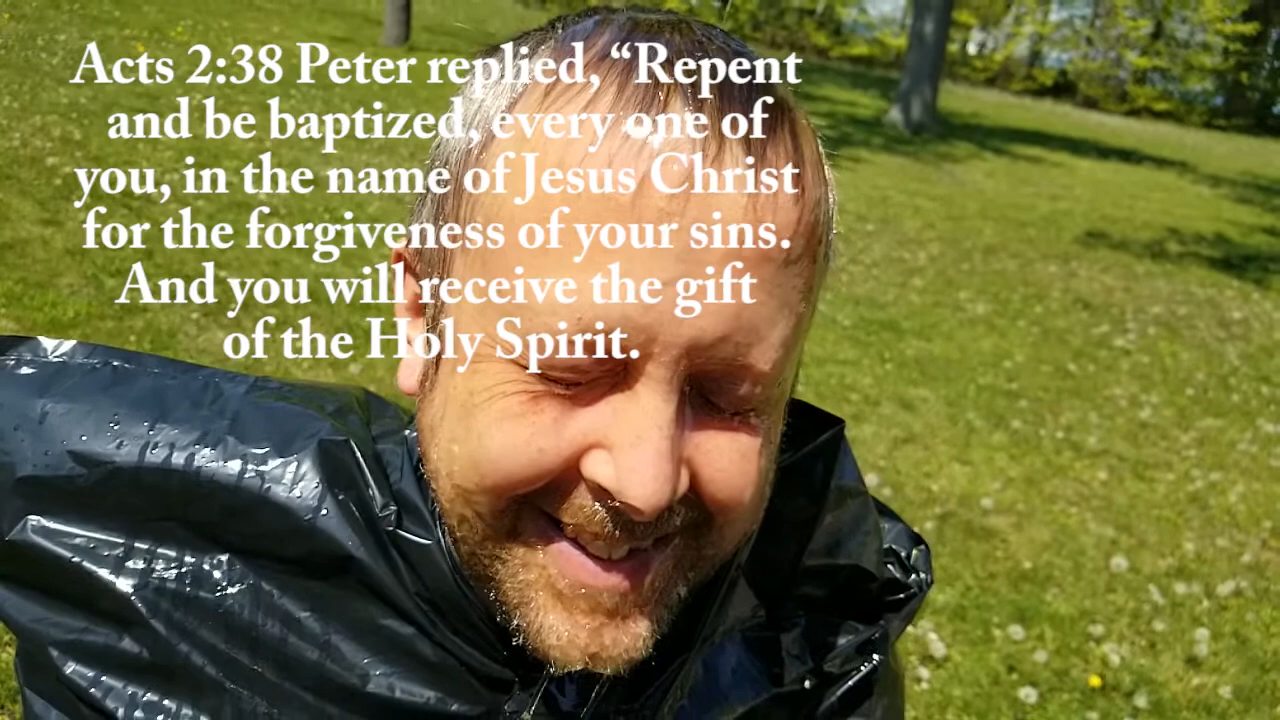 Acts 2:38 Peter replied, “Repent
and be baptized, every one of
you, in the name of Jesus Christ
for the forgiveness of your sins.
And you will receive the gift
of the Holy Spirit.